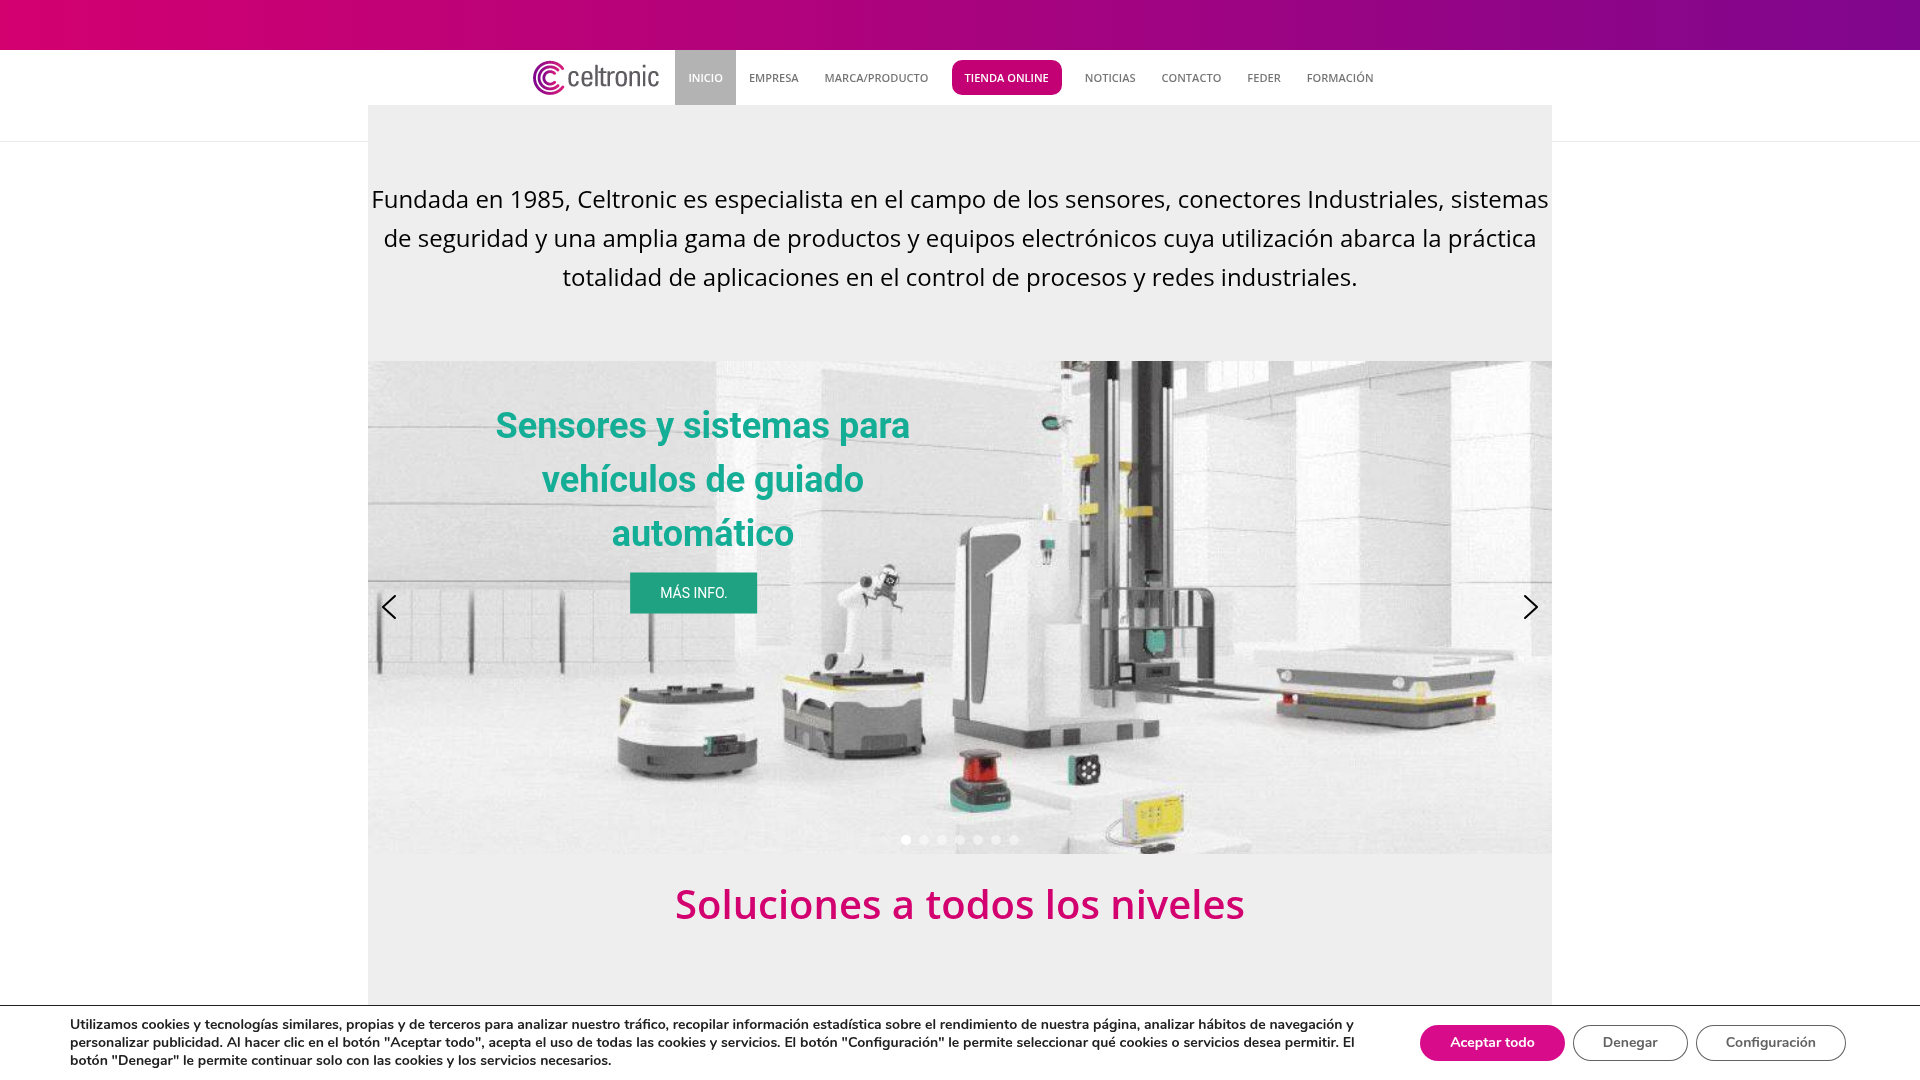 celtronic
INICIO
EMPRESA
MARCA/PRODUCTO
TIENDA ONLINE
NOTICIAS
CONTACTO
FEDER
FORMACIÓN
Fundada en 1985, Celtronic es especialista en el campo de los sensores, conectores Industriales, sistemas
de seguridad y una amplia gama de productos y equipos electrónicos cuya utilización abarca la práctica
totalidad de aplicaciones en el control de procesos y redes industriales.
Sensores y sistemas para
vehículos de guiado
automático
MÁS INFO.
Soluciones a todos los niveles
Utilizamos cookies y tecnologías similares, propias y de terceros para analizar nuestro tráfico, recopilar información estadística sobre el rendimiento de nuestra página, analizar hábitos de navegación y
personalizar publicidad. Al hacer clic en el botón "Aceptar todo", acepta el uso de todas las cookies y servicios. El botón "Configuración" le permite seleccionar qué cookies o servicios desea permitir. El
botón "Denegar" le permite continuar solo con las cookies y los servicios necesarios.
Aceptar todo
Denegar
Configuración